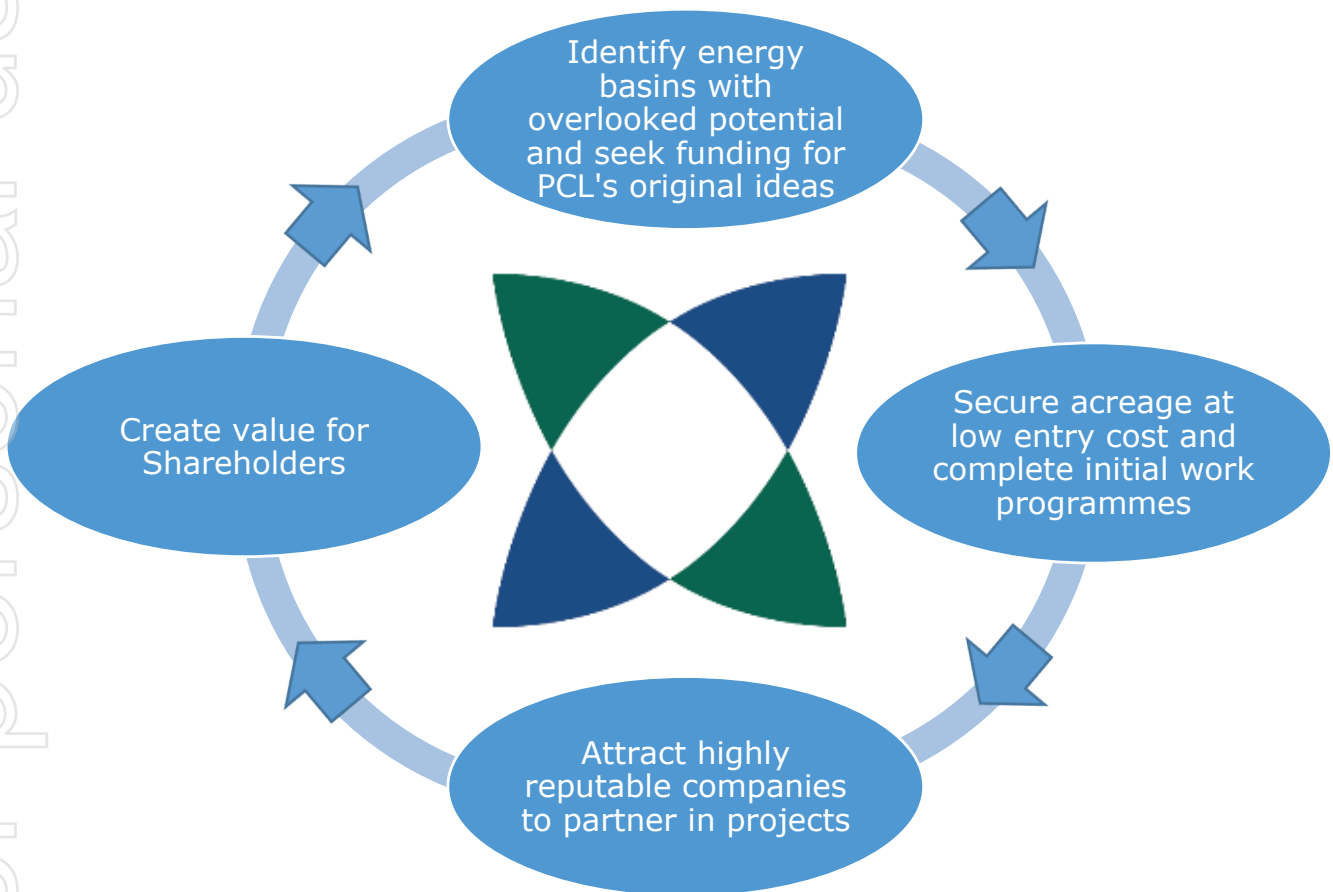 Identify energy
basins with
overlooked potential
and seek funding for
PCL's original ideas
Secure acreage at
low entry cost and
complete initial work
programmes
Attract highly
reputable companies
to partner in projects
Create value for
Shareholders